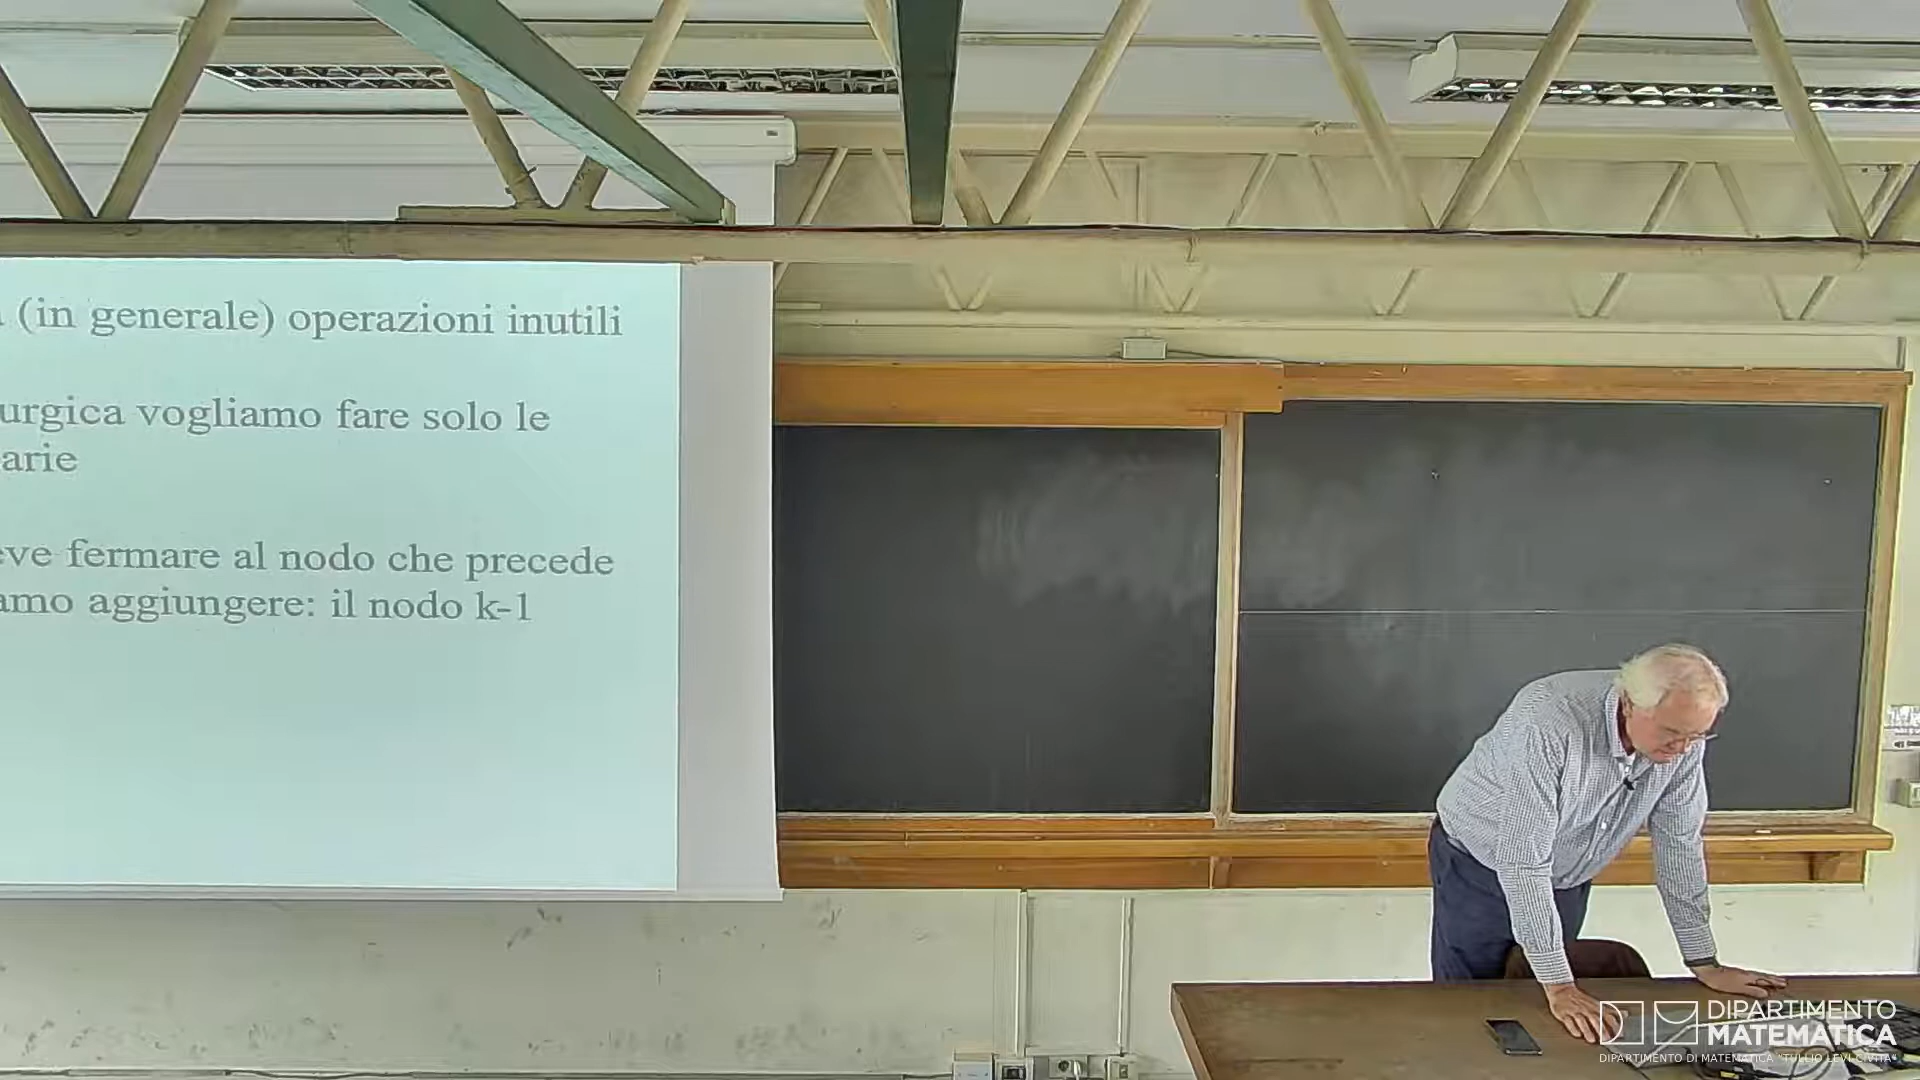 (in generale) operazioni inutili
urgica vogliamo fare solo le
arie
ve fermare al nodo che precede
amo aggiungere: il nodo k-1
DIPARTIMENTO
MATEMATICA
DIPARTIMENTO DI MATEMATICA "TULLIO LEVI-CIVITA"